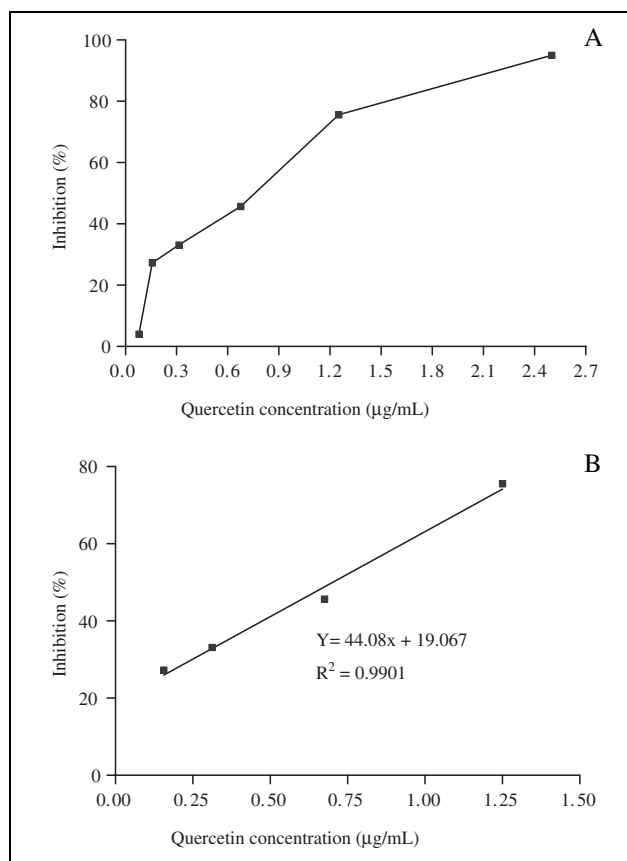 A
100
80
60
40
20
0
Inhibition (%)
0.0 0.3 0.6 0.9 1.2 1.5 1.8 2.1 2.4 2.7
Quercetin concentration (μg/mL)
B
80
60
40
20
0
Inhibition (%)
Y= 44.08x + 19.067
R² = 0.9901
0.00 0.25 0.50 0.75 1.00 1.25 1.50
Quercetin concentration (μg/mL)